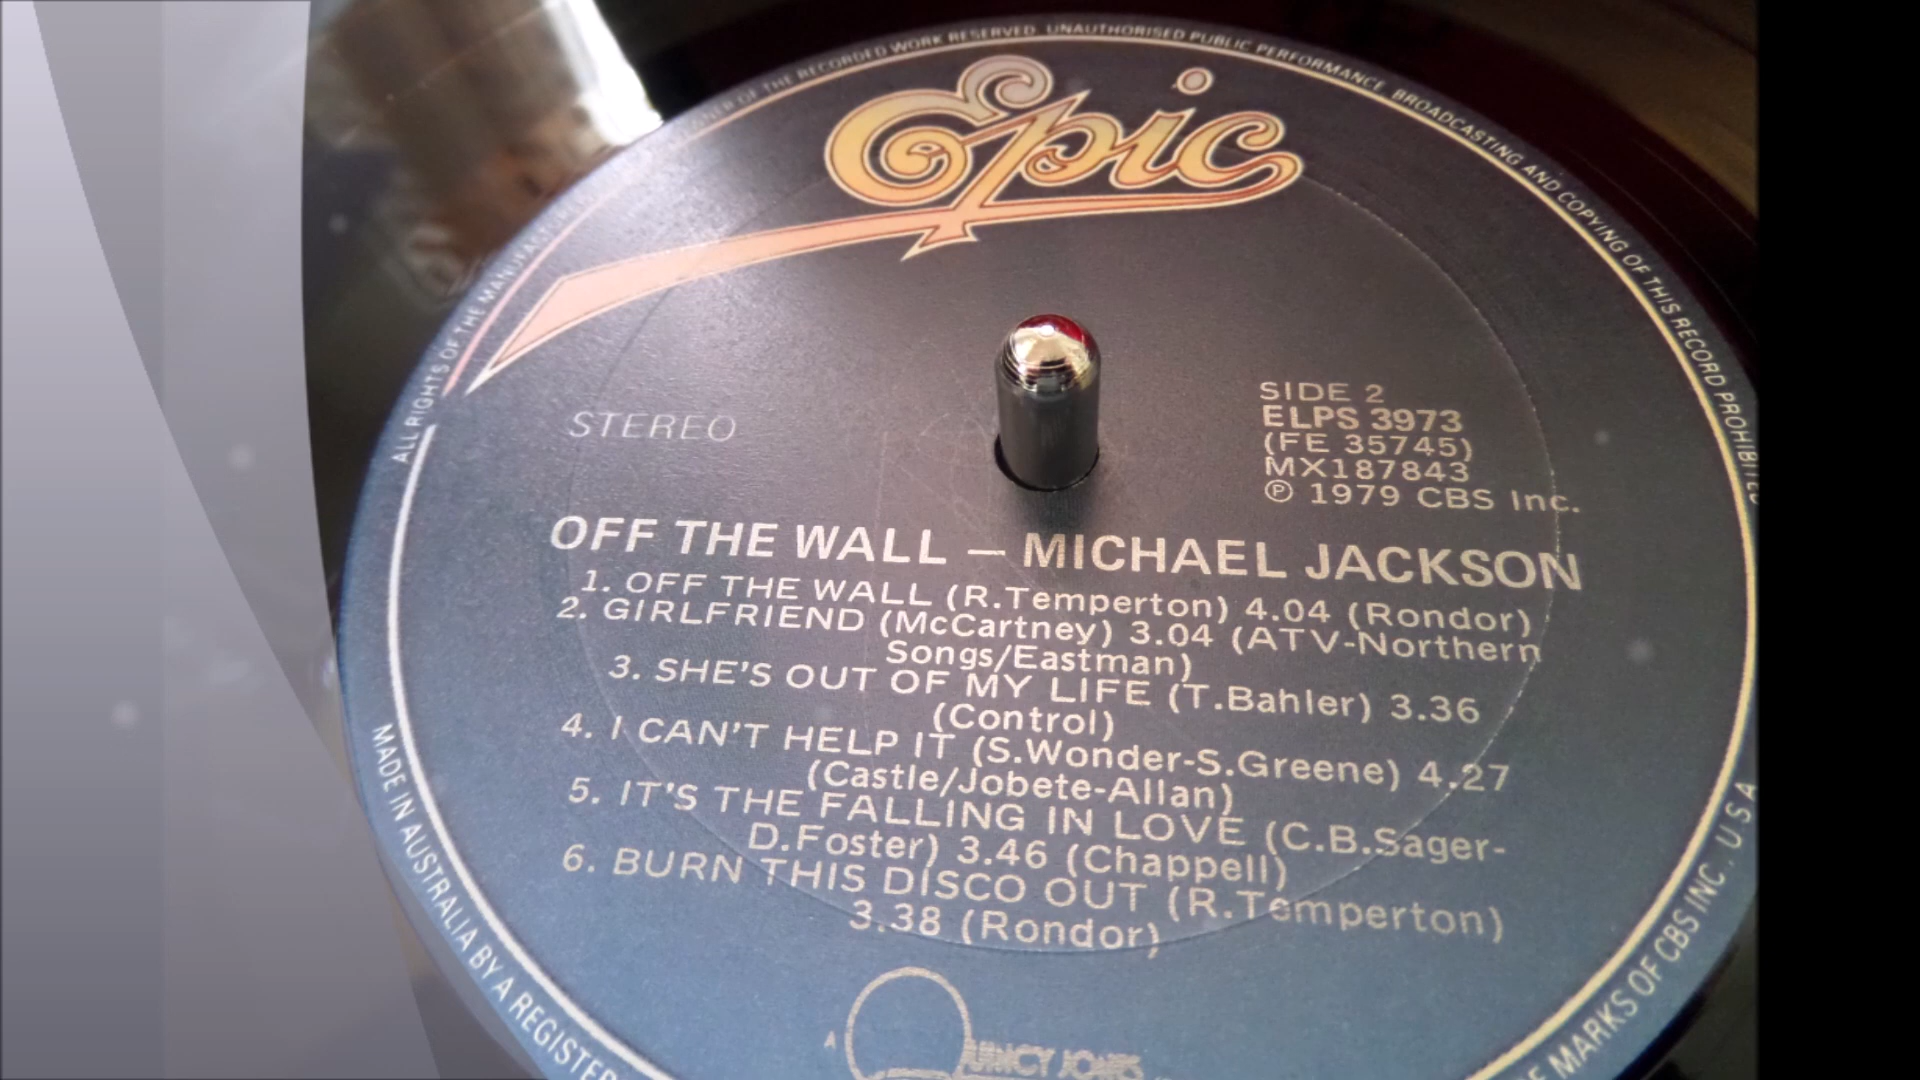 ALL RIGHTS OF THE MANUFACTURER OWNER OF THE RECORDED WORK RESERVED. UNAUTHORISED PUBLIC PERFORMANCE, BROADCASTING AND COPYING OF THIS RECORD PROHIBITED
Epic
STEREO
SIDE 2
ELPS 3973
(FE 35745)
MX187843
℗ 1979 CBS Inc.
OFF THE WALL – MICHAEL JACKSON
1. OFF THE WALL (R.Temperton) 4.04 (Rondor)
2. GIRLFRIEND (McCartney) 3.04 (ATV-Northern
Songs/Eastman)
3. SHE'S OUT OF MY LIFE (T.Bahler) 3.36
(Control)
4. I CAN'T HELP IT (S.Wonder-S.Greene) 4.27
(Castle/Jobete-Allan)
5. IT'S THE FALLING IN LOVE (C.B.Sager-
D.Foster) 3.46 (Chappell)
6. BURN THIS DISCO OUT (R.Temperton)
3.38 (Rondor)
A QUINCY JONES
MADE IN AUSTRALIA BY A REGISTER
MARKS OF CBS INC., U.S.A